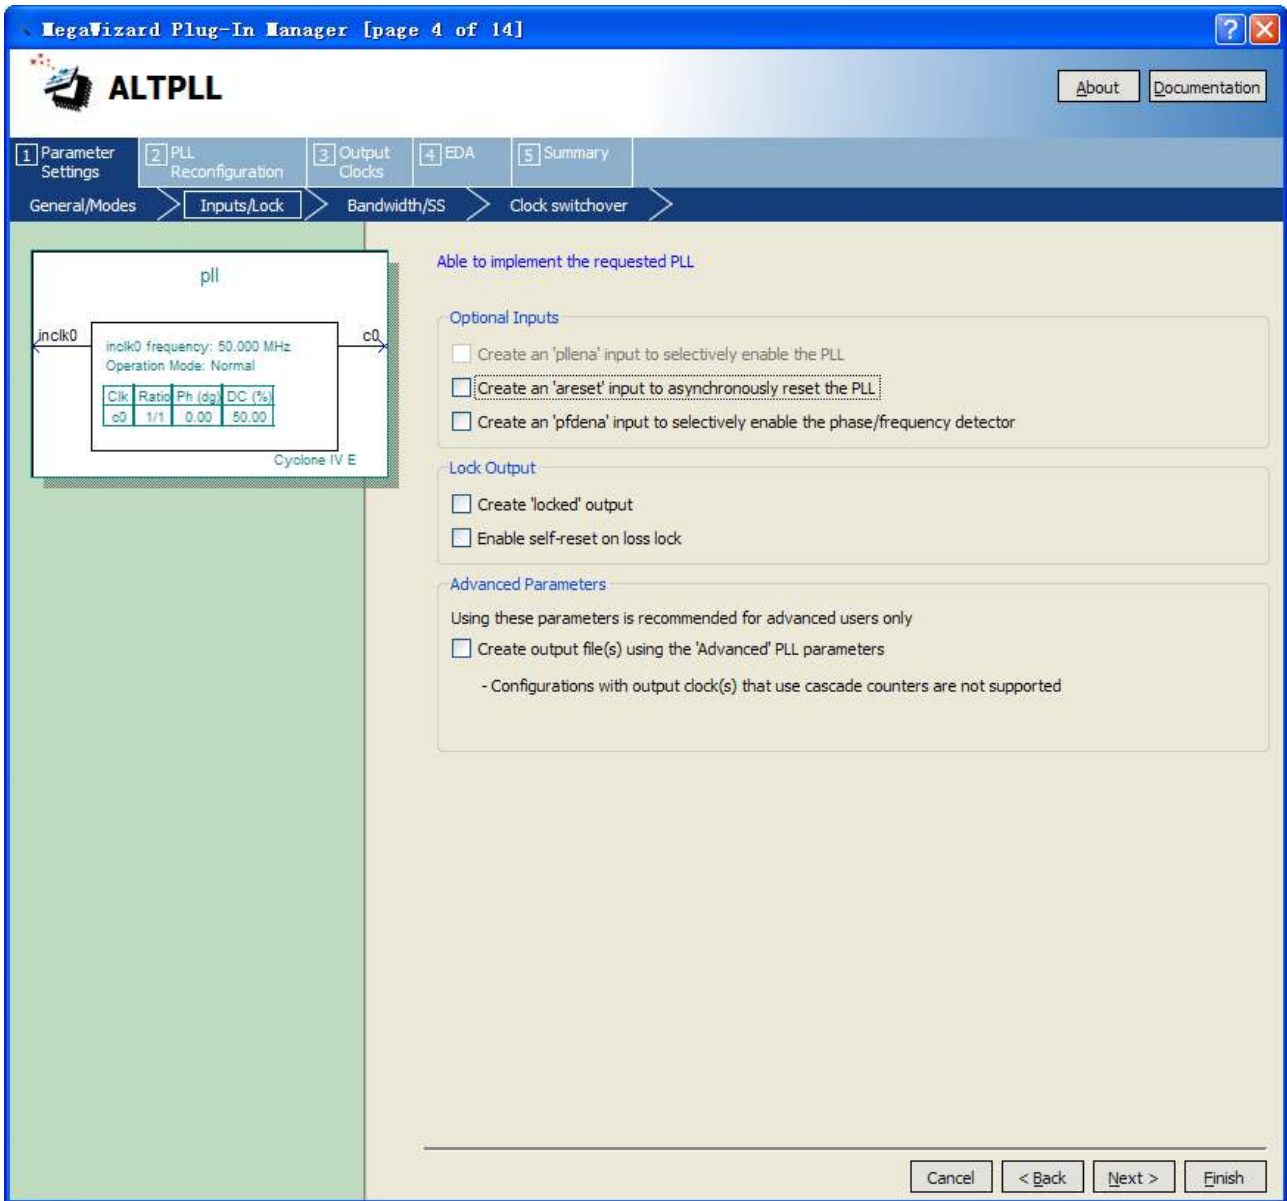 MegaWizard Plug-In Manager [page 4 of 14]
ALTPLL
About
Documentation
1 Parameter Settings
2 PLL Reconfiguration
3 Output Clocks
4 EDA
5 Summary
General/Modes
Inputs/Lock
Bandwidth/SS
Clock switchover
pll
inclk0
c0
inclk0 frequency: 50.000 MHz
Operation Mode: Normal
Clk Ratio Ph (dg) DC (%)
c0 1/1 0.00 50.00
Cyclone IV E
Able to implement the requested PLL
Optional Inputs
Create an 'pllena' input to selectively enable the PLL
Create an 'areset' input to asynchronously reset the PLL
Create an 'pfdena' input to selectively enable the phase/frequency detector
Lock Output
Create 'locked' output
Enable self-reset on loss lock
Advanced Parameters
Using these parameters is recommended for advanced users only
Create output file(s) using the 'Advanced' PLL parameters
- Configurations with output clock(s) that use cascade counters are not supported
Cancel
< Back
Next >
Finish